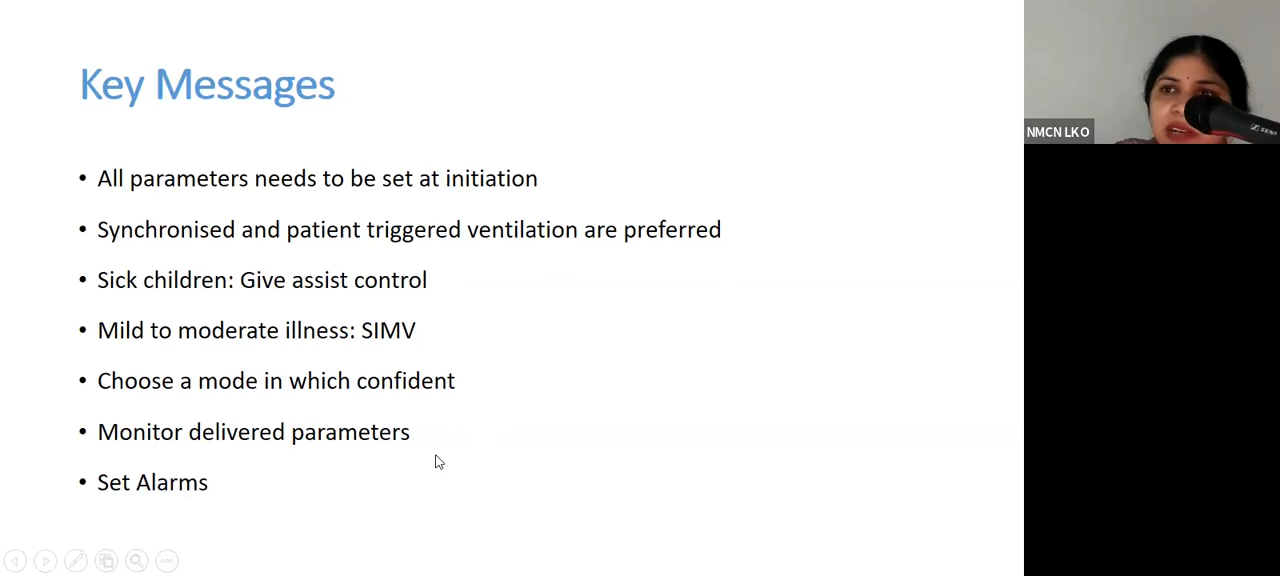 Key Messages
• All parameters needs to be set at initiation
• Synchronised and patient triggered ventilation are preferred
• Sick children: Give assist control
• Mild to moderate illness: SIMV
• Choose a mode in which confident
• Monitor delivered parameters
• Set Alarms
NMCN LKO